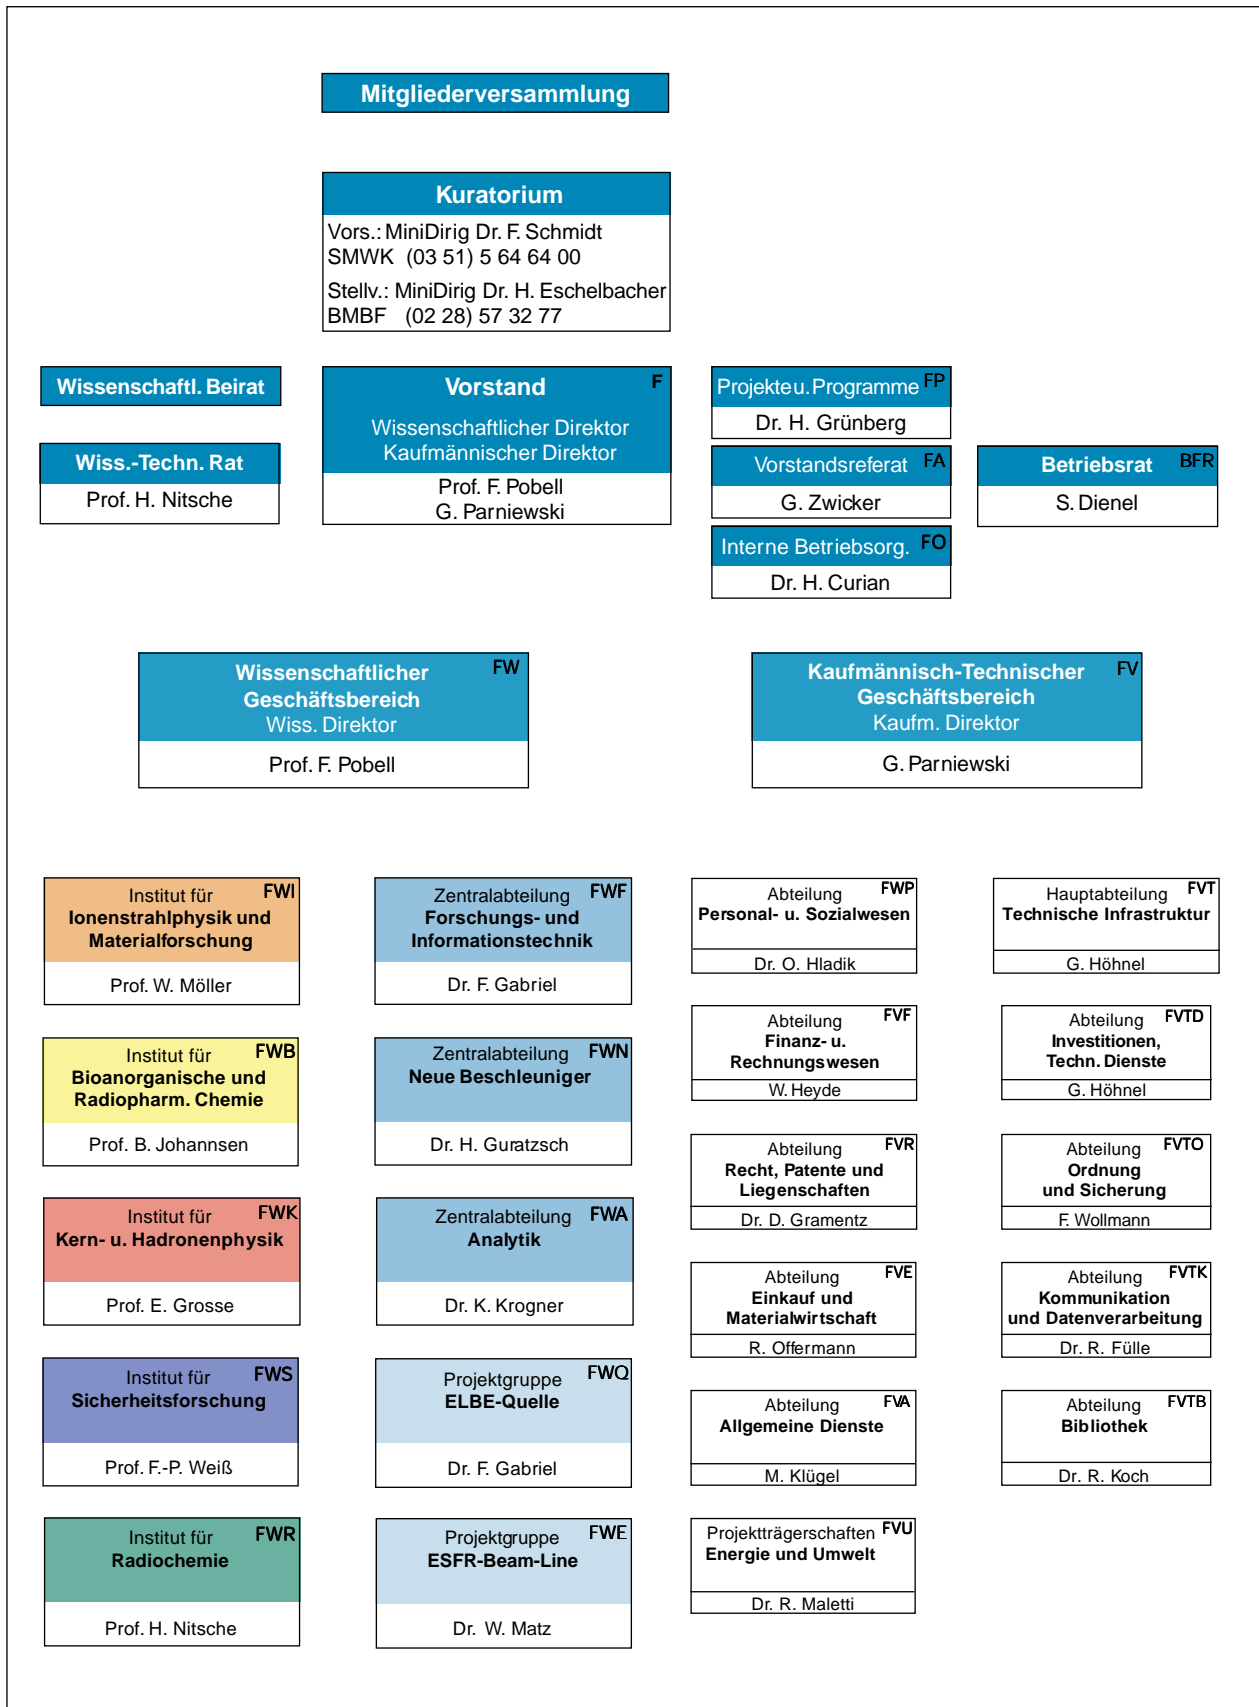 Mitgliederversammlung
Kuratorium
Vors.: MiniDirig Dr. F. Schmidt
SMWK (03 51) 5 64 64 00
Stellv.: MiniDirig Dr. H. Eschelbacher
BMBF (02 28) 57 32 77
Wissenschaftl. Beirat
Wiss.-Techn. Rat
Prof. H. Nitsche
Vorstand F
Wissenschaftlicher Direktor
Kaufmännischer Direktor
Prof. F. Pobell
G. Parniewski
Projekte u. Programme FP
Dr. H. Grünberg
Vorstandsreferat FA
G. Zwicker
Interne Betriebsorg. FO
Dr. H. Curian
Betriebsrat BFR
S. Dienel
Wissenschaftlicher FW
Geschäftsbereich
Wiss. Direktor
Prof. F. Pobell
Kaufmännisch-Technischer FV
Geschäftsbereich
Kaufm. Direktor
G. Parniewski
Institut für FWI
Ionenstrahlphysik und
Materialforschung
Prof. W. Möller
Institut für FWB
Bioanorganische und
Radiopharm. Chemie
Prof. B. Johannsen
Institut für FWK
Kern- u. Hadronenphysik
Prof. E. Grosse
Institut für FWS
Sicherheitsforschung
Prof. F.-P. Weiß
Institut für FWR
Radiochemie
Prof. H. Nitsche
Zentralabteilung FWF
Forschungs- und
Informationstechnik
Dr. F. Gabriel
Zentralabteilung FWN
Neue Beschleuniger
Dr. H. Guratzsch
Zentralabteilung FWA
Analytik
Dr. K. Krogner
Projektgruppe FWQ
ELBE-Quelle
Dr. F. Gabriel
Projektgruppe FWE
ESFR-Beam-Line
Dr. W. Matz
Abteilung FWP
Personal- u. Sozialwesen
Dr. O. Hladik
Abteilung FVF
Finanz- u.
Rechnungswesen
W. Heyde
Abteilung FVR
Recht, Patente und
Liegenschaften
Dr. D. Gramentz
Abteilung FVE
Einkauf und
Materialwirtschaft
R. Offermann
Abteilung FVA
Allgemeine Dienste
M. Klügel
Projektträgerschaften FVU
Energie und Umwelt
Dr. R. Maletti
Hauptabteilung FVT
Technische Infrastruktur
G. Höhnel
Abteilung FVTD
Investitionen,
Techn. Dienste
G. Höhnel
Abteilung FVTO
Ordnung
und Sicherung
F. Wollmann
Abteilung FVTK
Kommunikation
und Datenverarbeitung
Dr. R. Fülle
Abteilung FVTB
Bibliothek
Dr. R. Koch